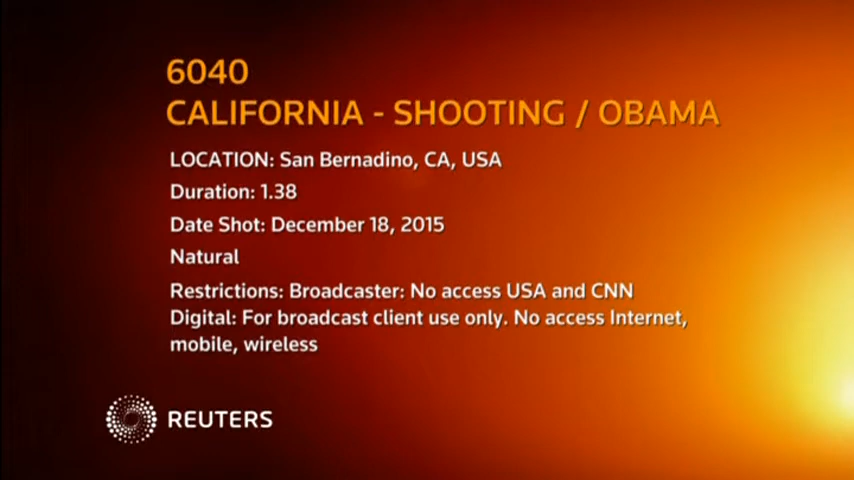 6040
CALIFORNIA - SHOOTING / OBAMA
LOCATION: San Bernadino, CA, USA
Duration: 1.38
Date Shot: December 18, 2015
Natural
Restrictions: Broadcaster: No access USA and CNN
Digital: For broadcast client use only. No access Internet,
mobile, wireless
REUTERS